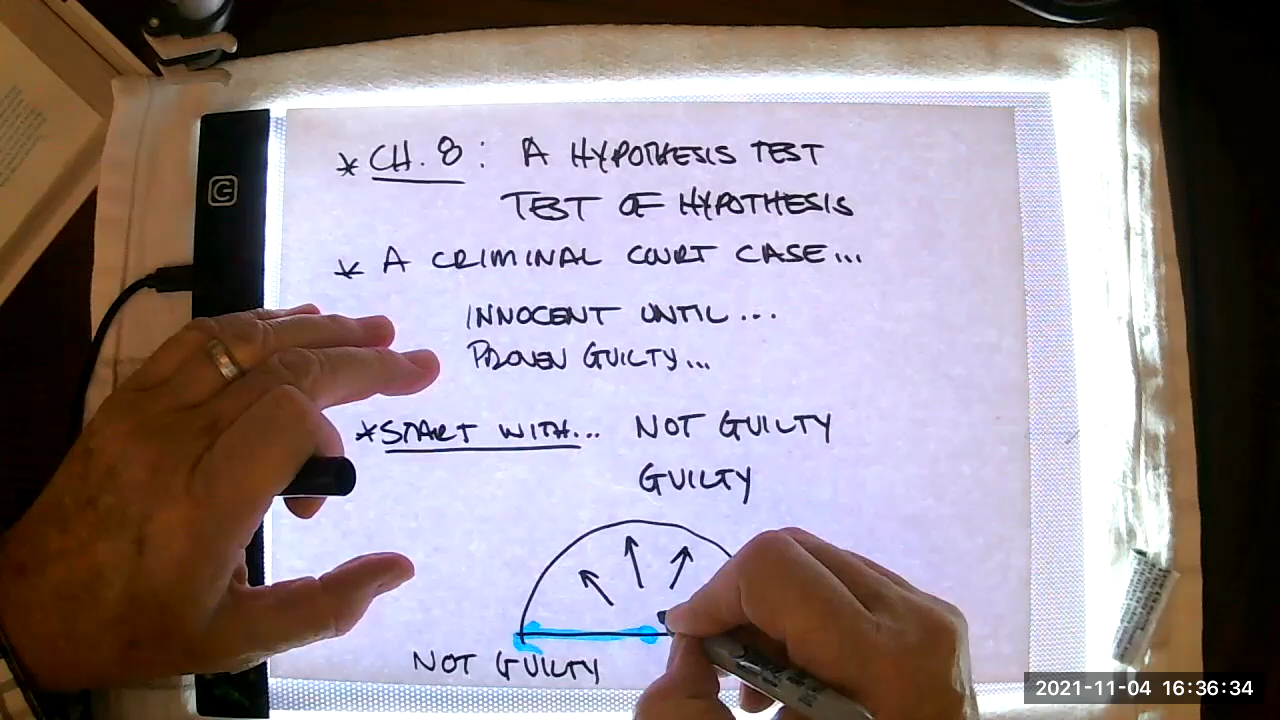 * CH. 8 : A HYPOTHESIS TEST
TEST OF HYPOTHESIS
* A CRIMINAL COURT CASE...
INNOCENT UNTIL...
PROVEN GUILTY...
* START WITH... NOT GUILTY
GUILTY
NOT GUILTY
2021-11-04 16:36:34